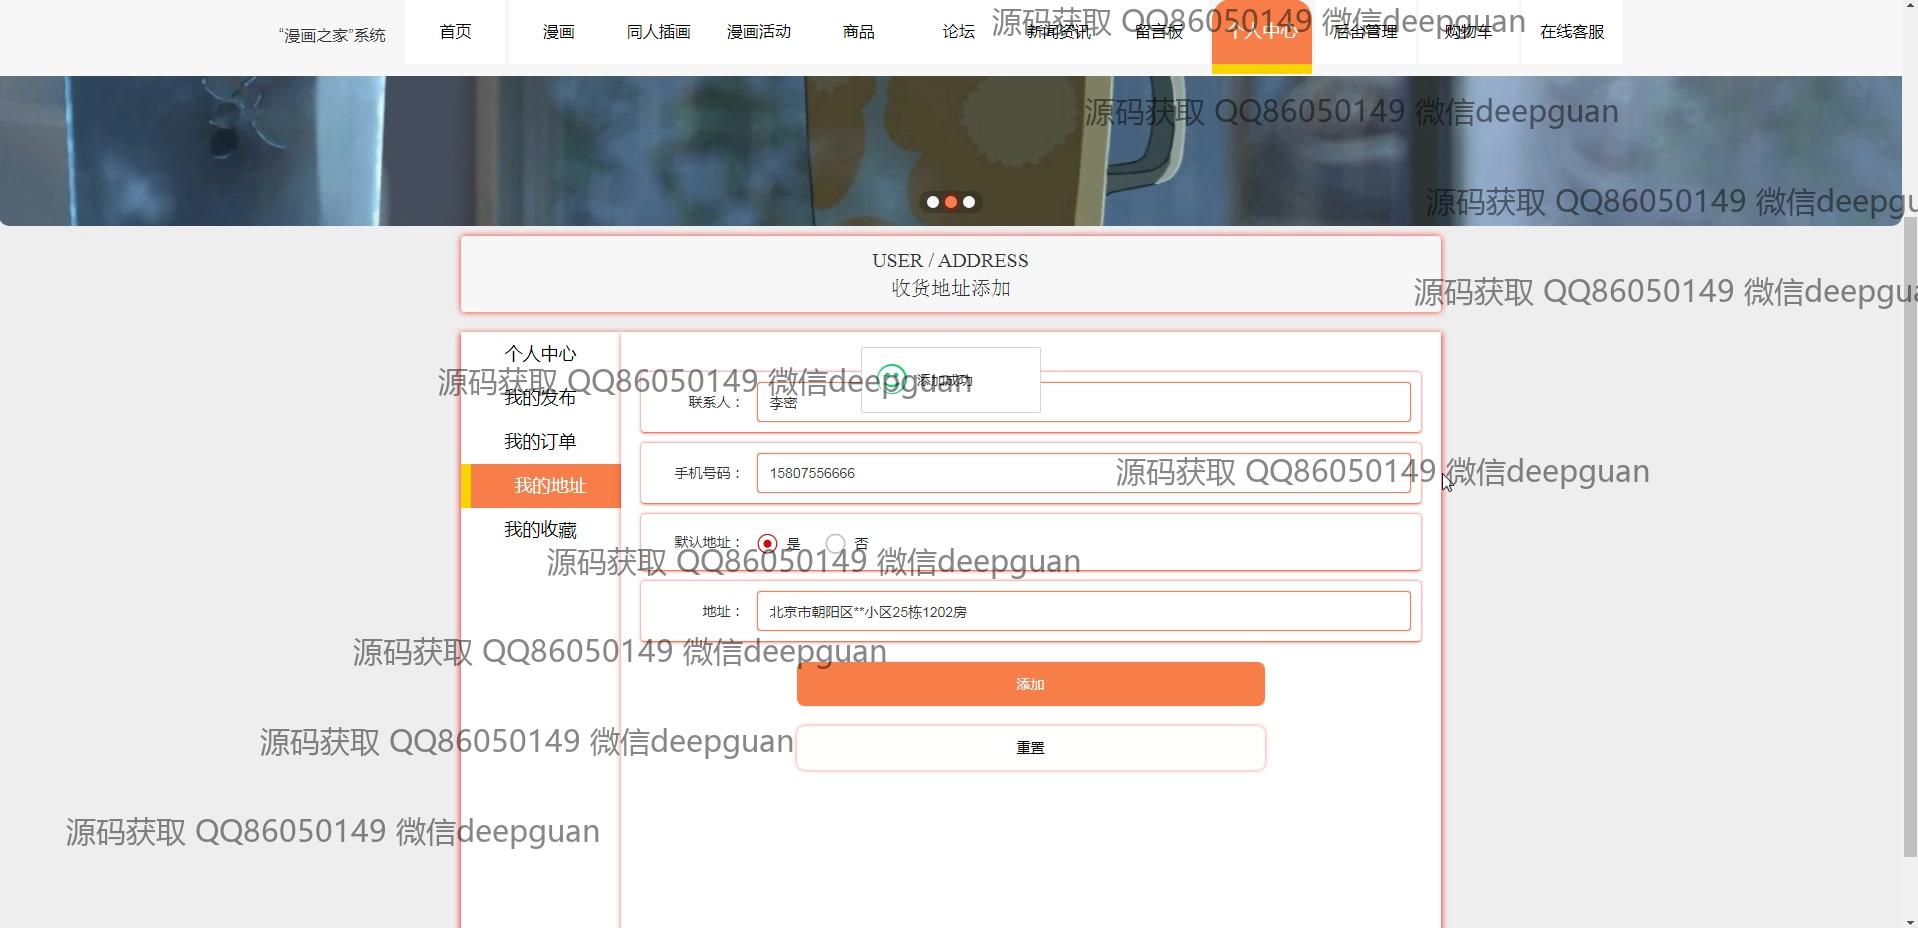 “漫画之家”系统 首页 漫画 同人插画 漫画活动 商品 论坛 新闻资讯 留言板 个人中心 后台管理 购物车 在线客服
源码获取 QQ86050149 微信deepguan
源码获取 QQ86050149 微信deepguan
源码获取 QQ86050149 微信deepgu
USER / ADDRESS
收货地址添加
源码获取 QQ86050149 微信deepgua
个人中心
添加成功
源码获取 QQ86050149 微信deepguan
我的发布
联系人： 李密
我的订单
手机号码： 15807556666
源码获取 QQ86050149 微信deepguan
我的地址
我的收藏
默认地址： 是 否
源码获取 QQ86050149 微信deepguan
地址： 北京市朝阳区**小区25栋1202房
源码获取 QQ86050149 微信deepguan
添加
源码获取 QQ86050149 微信deepguan
重置
源码获取 QQ86050149 微信deepguan